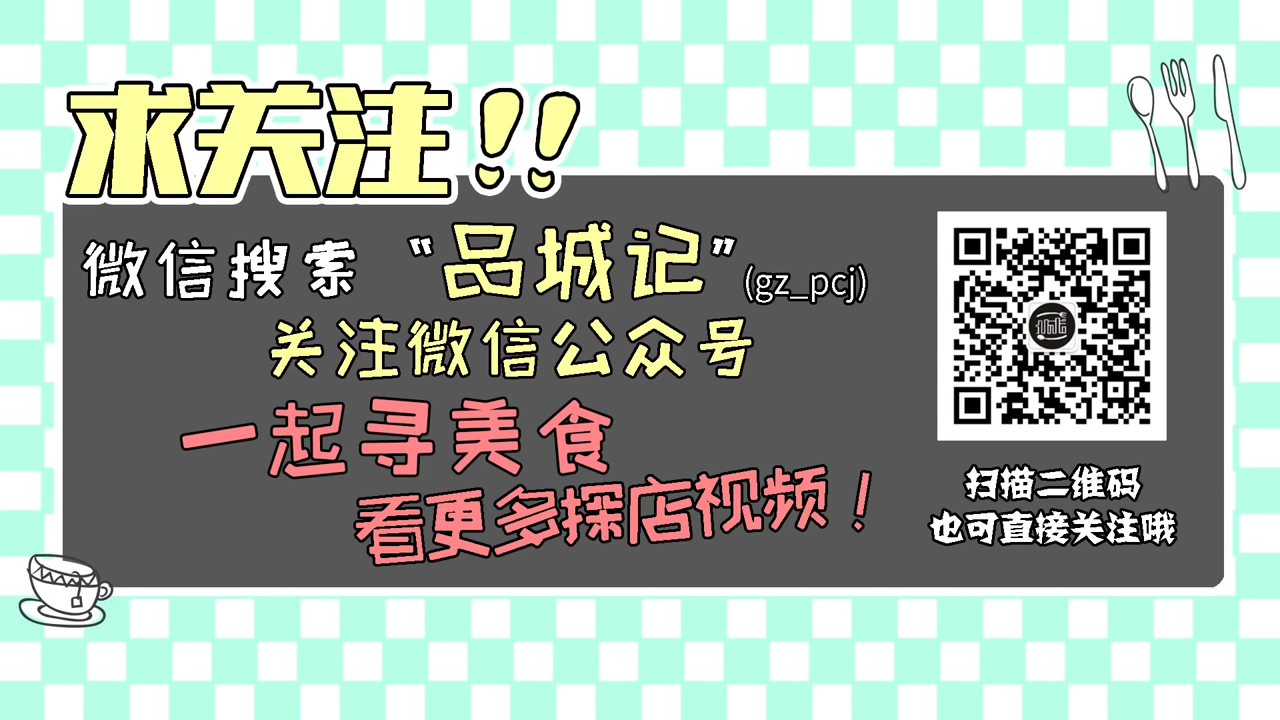 求关注!!
微信搜索 “品城记”(gz_pcj)
关注微信公众号
一起寻美食
看更多探店视频！
扫描二维码
也可直接关注哦